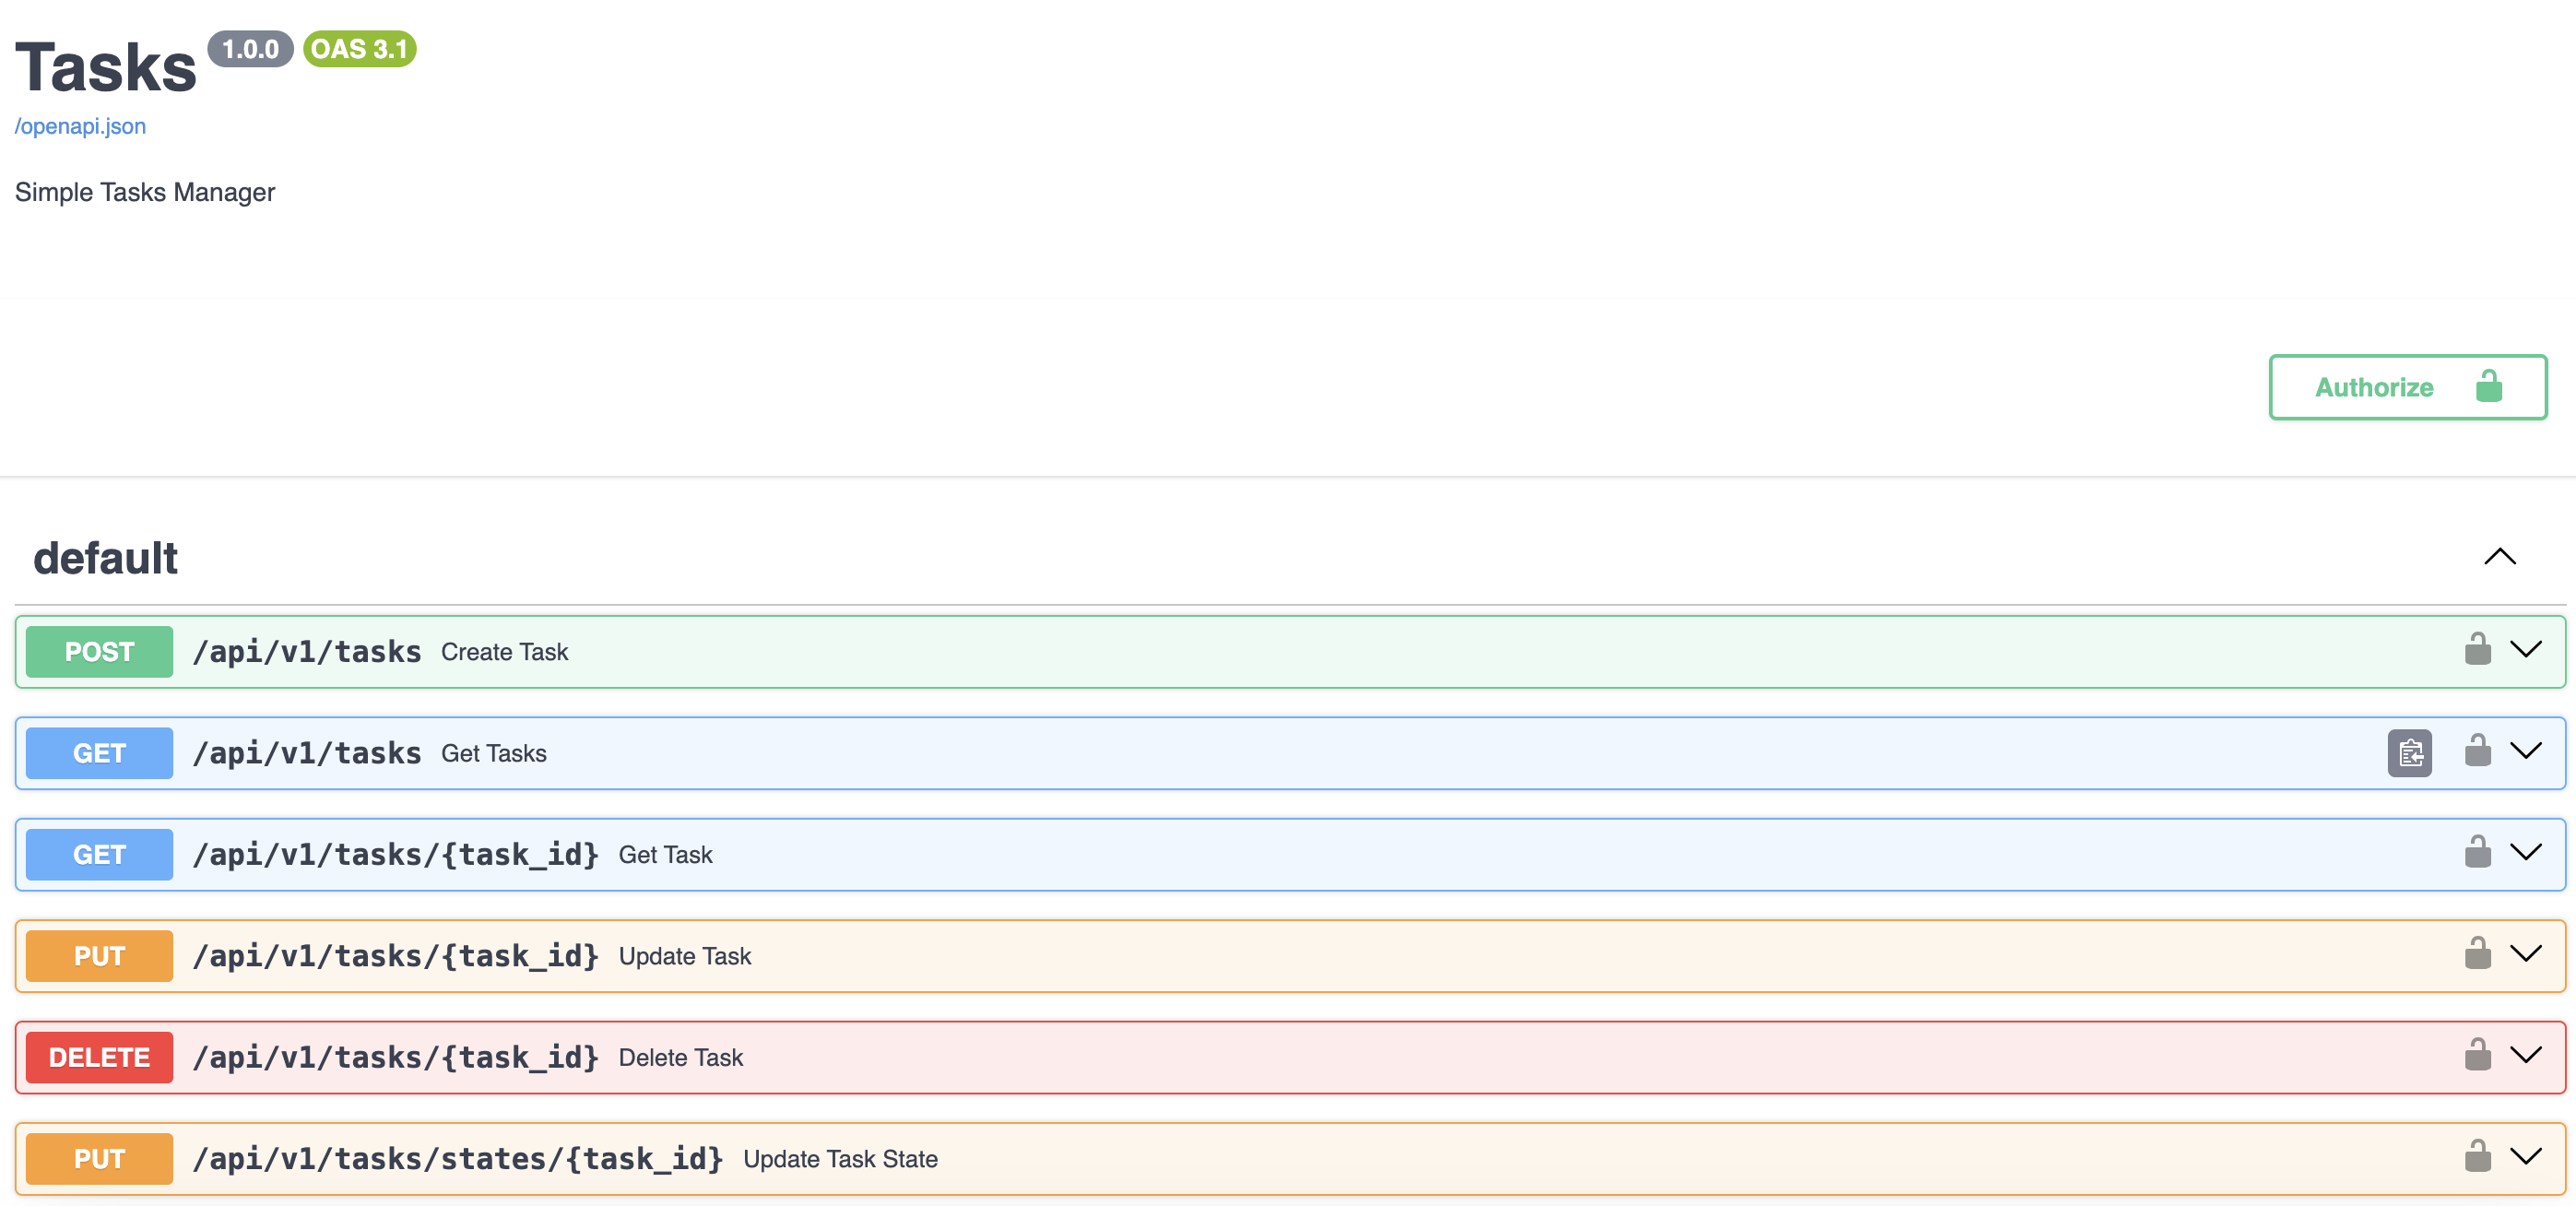 Tasks 1.0.0 OAS 3.1
/openapi.json
Simple Tasks Manager
Authorize
default
POST /api/v1/tasks Create Task
GET /api/v1/tasks Get Tasks
GET /api/v1/tasks/{task_id} Get Task
PUT /api/v1/tasks/{task_id} Update Task
DELETE /api/v1/tasks/{task_id} Delete Task
PUT /api/v1/tasks/states/{task_id} Update Task State